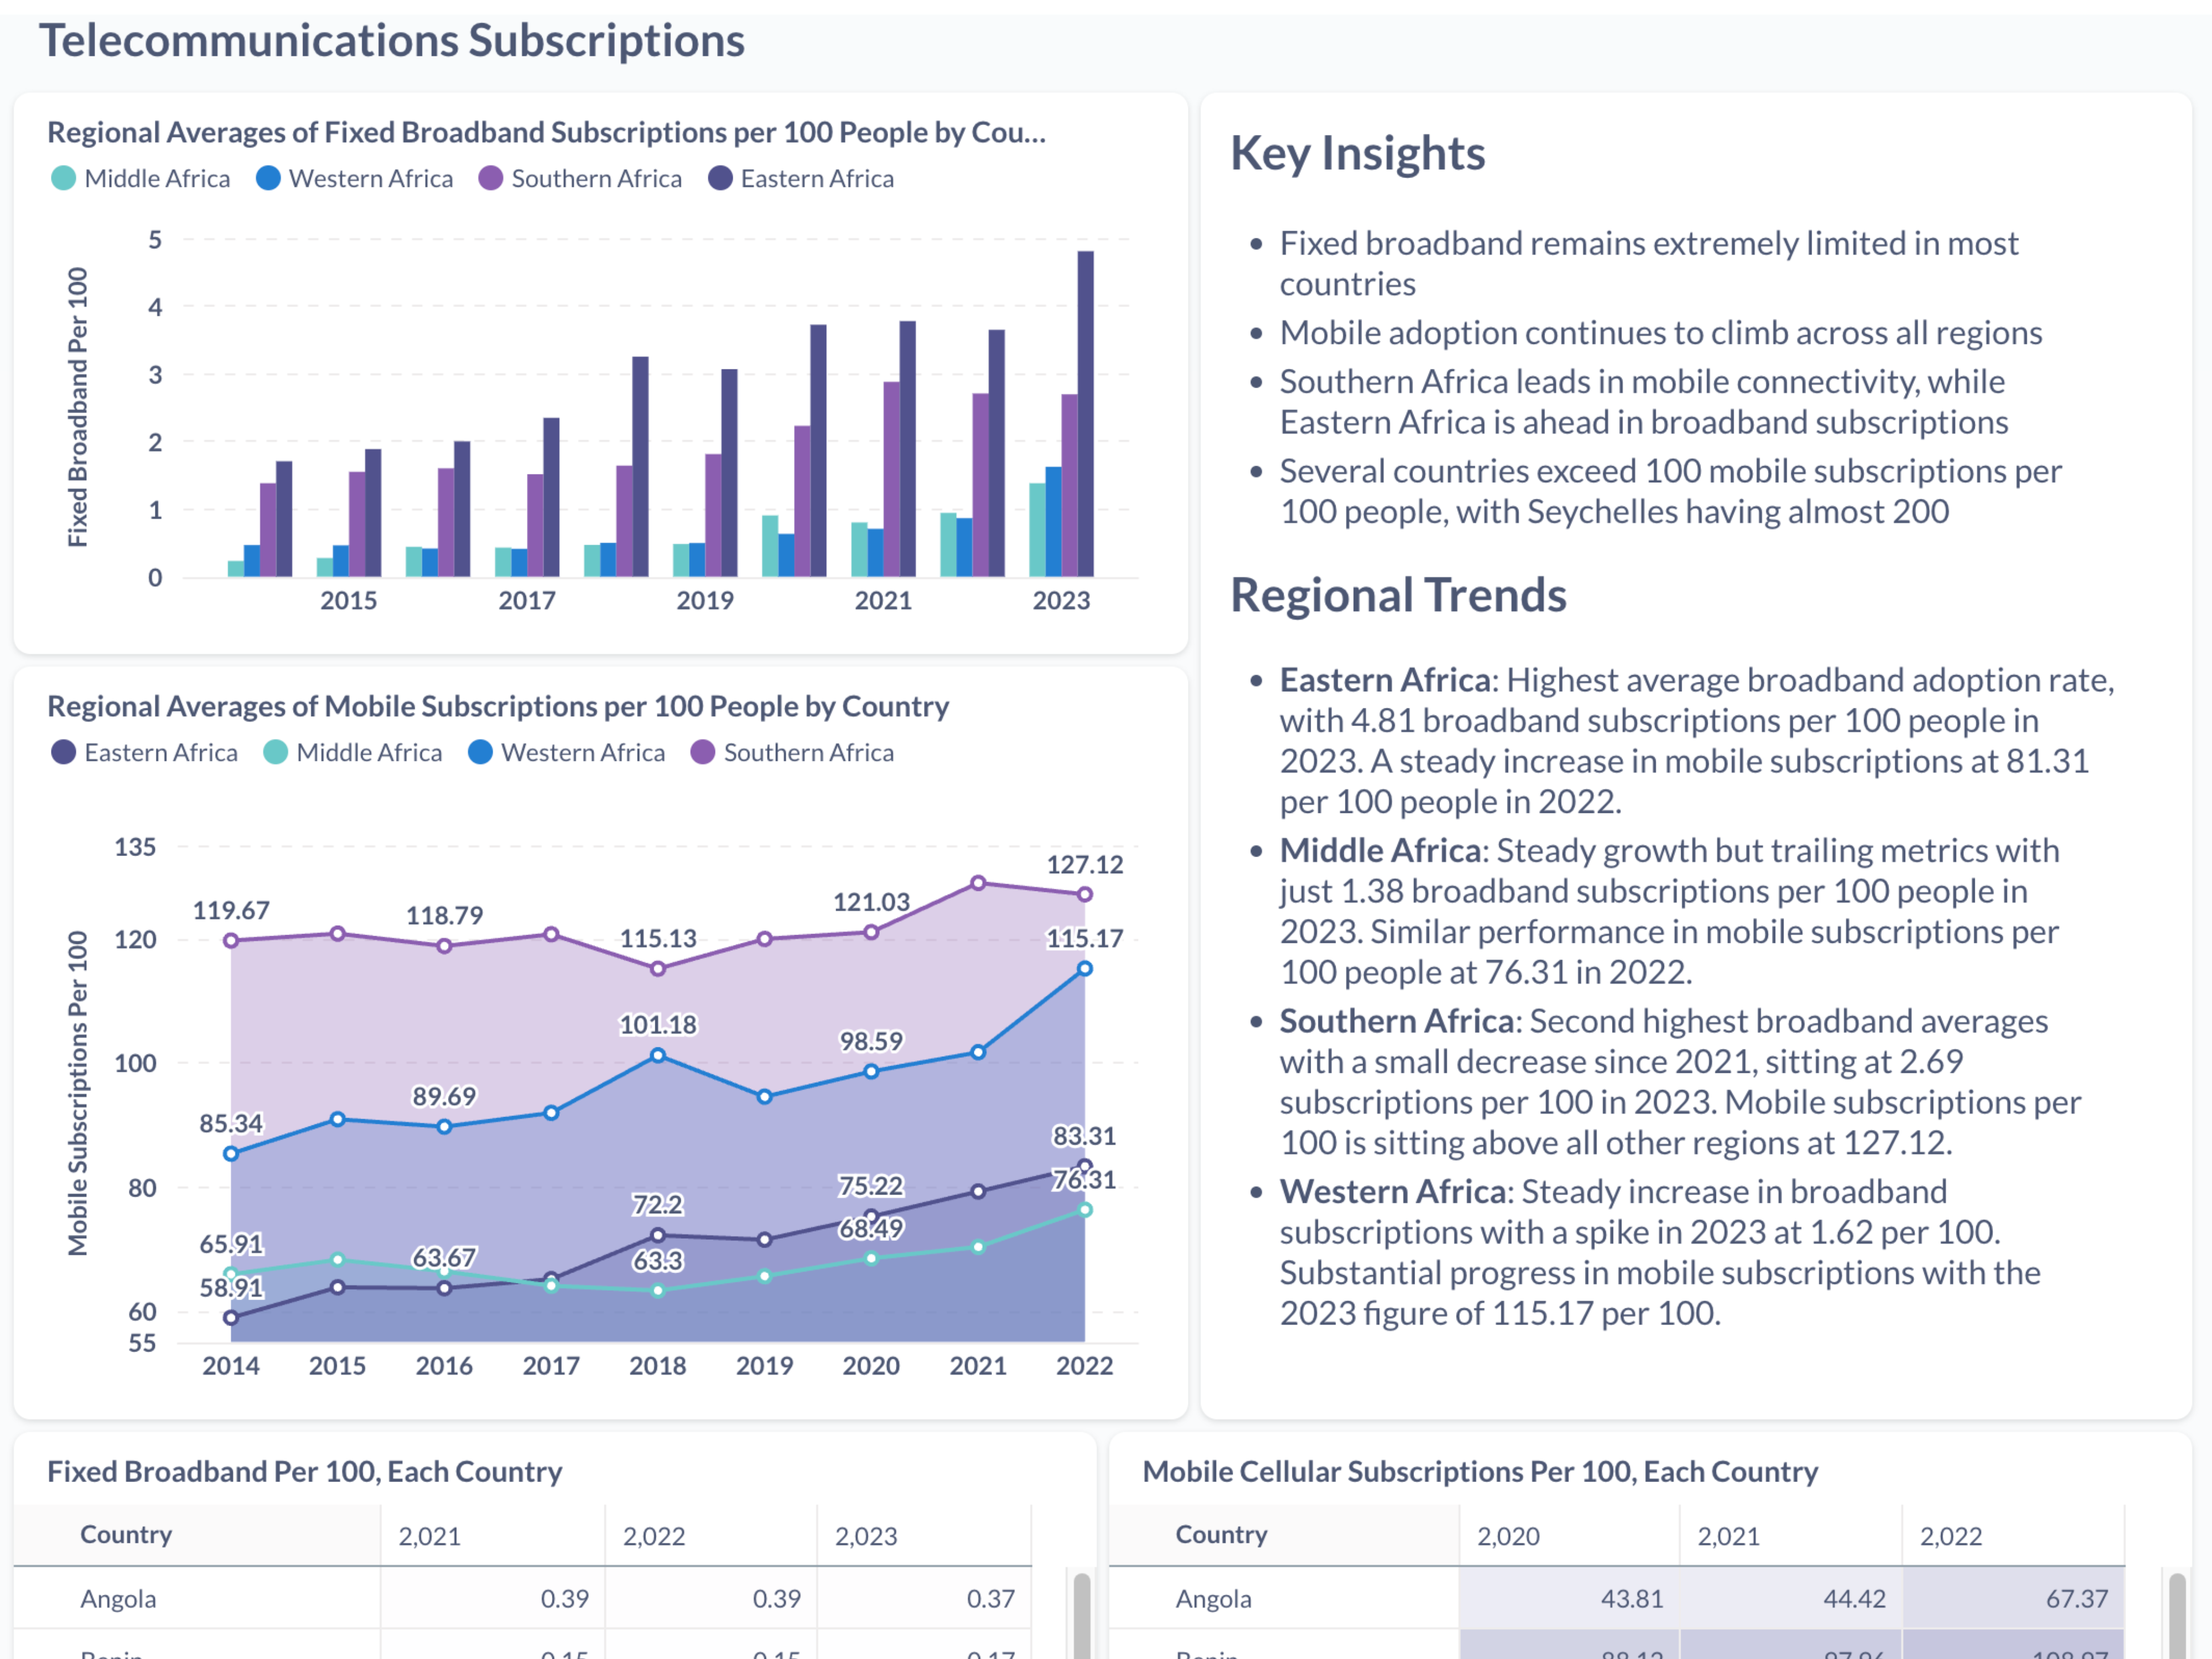 Telecommunications Subscriptions
Regional Averages of Fixed Broadband Subscriptions per 100 People by Cou...
Middle Africa
Western Africa
Southern Africa
Eastern Africa
Fixed Broadband Per 100
5
4
3
2
1
0
2015
2017
2019
2021
2023
Regional Averages of Mobile Subscriptions per 100 People by Country
Eastern Africa
Middle Africa
Western Africa
Southern Africa
Mobile Subscriptions Per 100
135
120
100
80
60
55
119.67
118.79
115.13
121.03
127.12
85.34
89.69
101.18
98.59
115.17
65.91
63.67
72.2
75.22
83.31
58.91
63.3
68.49
76.31
2014
2015
2016
2017
2018
2019
2020
2021
2022
Key Insights
• Fixed broadband remains extremely limited in most
countries
• Mobile adoption continues to climb across all regions
• Southern Africa leads in mobile connectivity, while
Eastern Africa is ahead in broadband subscriptions
• Several countries exceed 100 mobile subscriptions per
100 people, with Seychelles having almost 200
Regional Trends
• Eastern Africa: Highest average broadband adoption rate,
with 4.81 broadband subscriptions per 100 people in
2023. A steady increase in mobile subscriptions at 81.31
per 100 people in 2022.
• Middle Africa: Steady growth but trailing metrics with
just 1.38 broadband subscriptions per 100 people in
2023. Similar performance in mobile subscriptions per
100 people at 76.31 in 2022.
• Southern Africa: Second highest broadband averages
with a small decrease since 2021, sitting at 2.69
subscriptions per 100 in 2023. Mobile subscriptions per
100 is sitting above all other regions at 127.12.
• Western Africa: Steady increase in broadband
subscriptions with a spike in 2023 at 1.62 per 100.
Substantial progress in mobile subscriptions with the
2023 figure of 115.17 per 100.
Fixed Broadband Per 100, Each Country
Country 2,021 2,022 2,023
Angola 0.39 0.39 0.37
Benin 0.15 0.15 0.17
Mobile Cellular Subscriptions Per 100, Each Country
Country 2,020 2,021 2,022
Angola 43.81 44.42 67.37
Benin